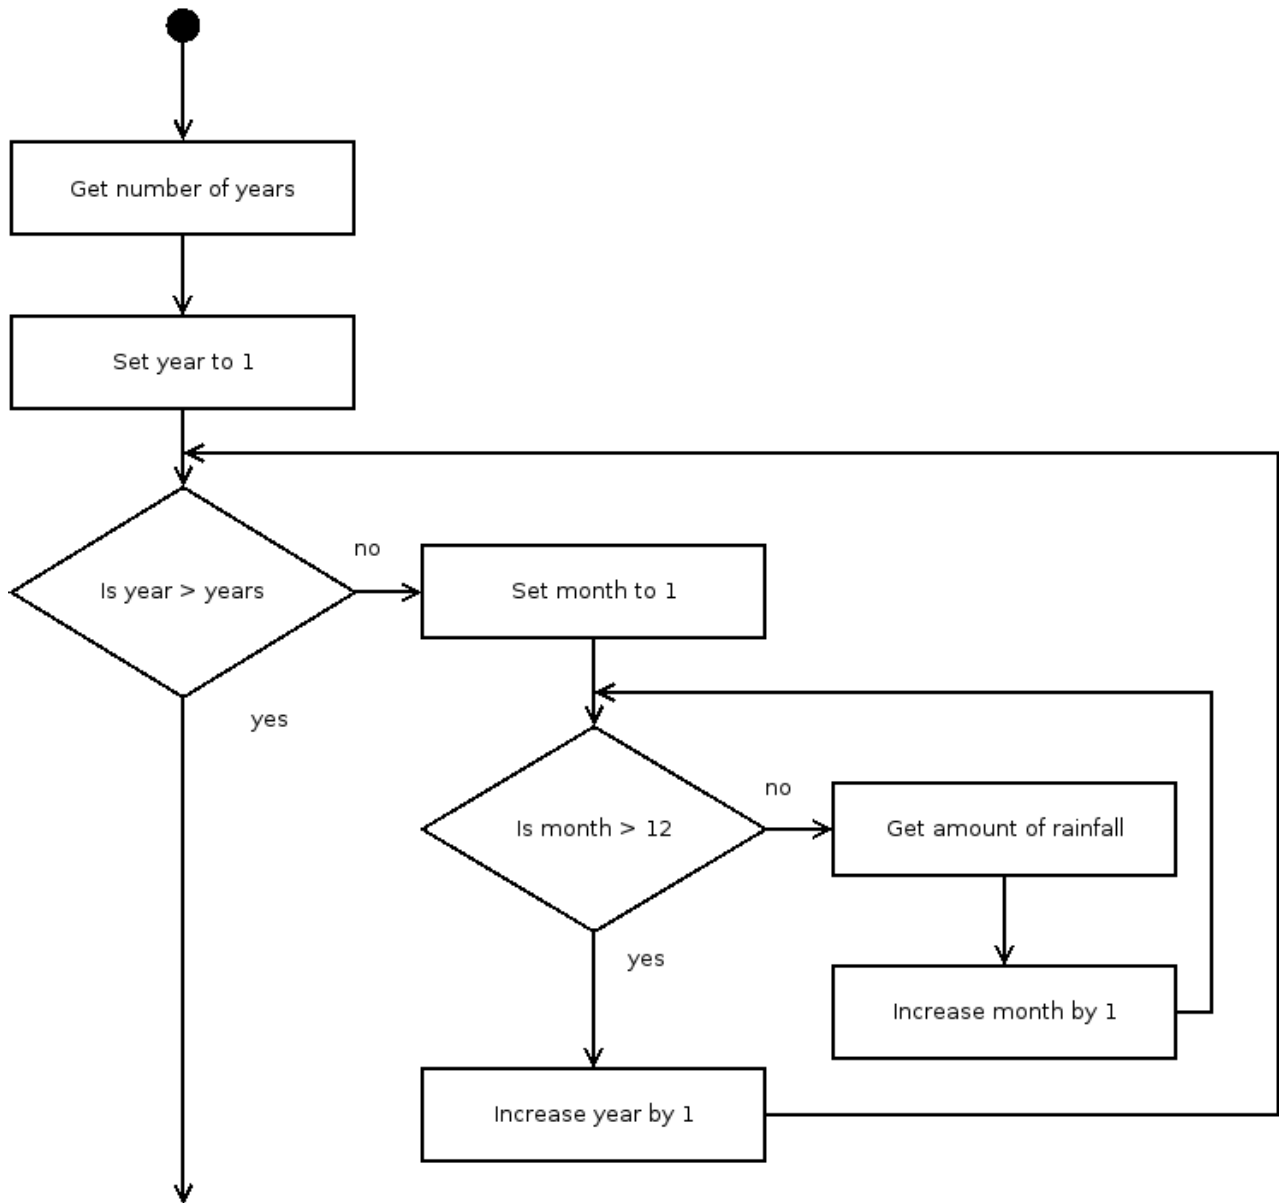 Get number of years
Set year to 1
Is year > years
no
Set month to 1
yes
Is month > 12
no
Get amount of rainfall
yes
Increase month by 1
Increase year by 1